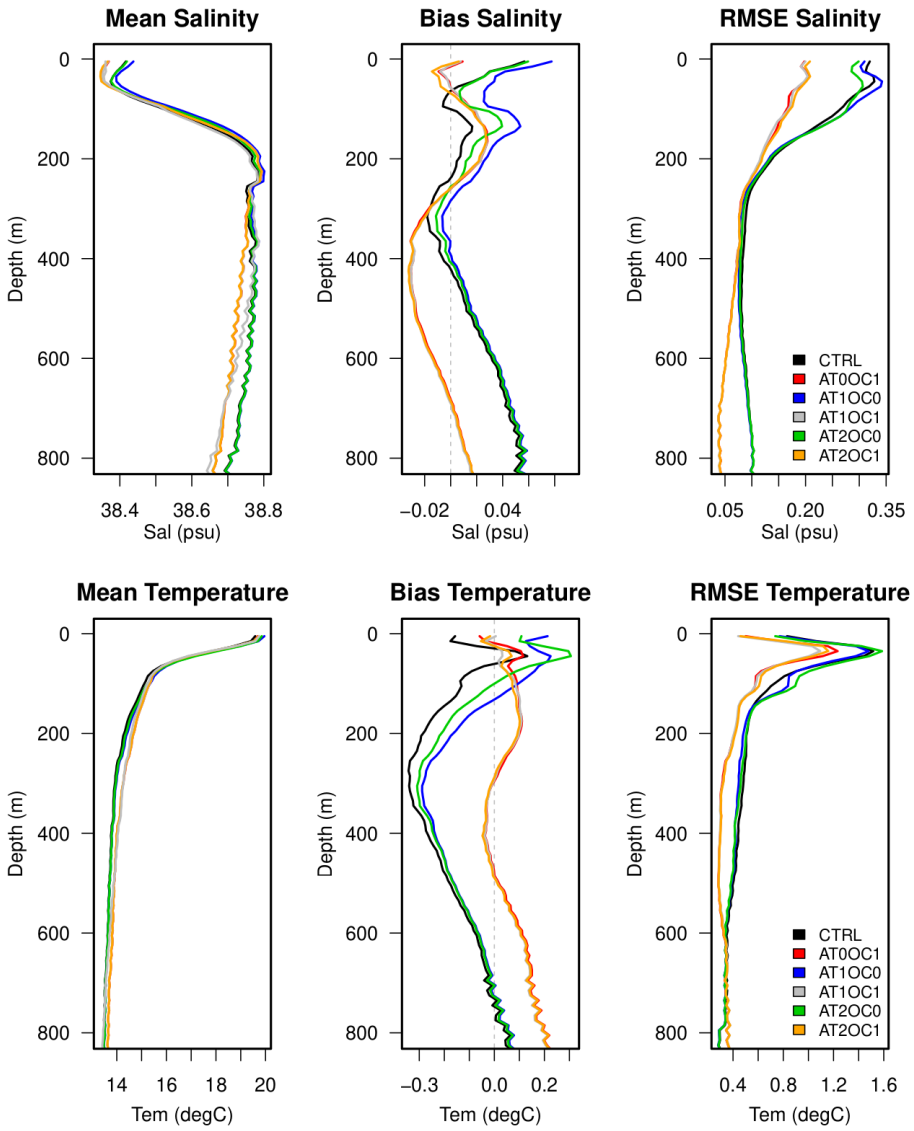 Mean Salinity
Bias Salinity
RMSE Salinity
0
200
400
600
800
Depth (m)
38.4 38.6 38.8
Sal (psu)
0
200
400
600
800
Depth (m)
−0.02 0.04
Sal (psu)
0
200
400
600
800
Depth (m)
CTRL
AT0OC1
AT1OC0
AT1OC1
AT2OC0
AT2OC1
0.05 0.20 0.35
Sal (psu)
Mean Temperature
Bias Temperature
RMSE Temperature
0
200
400
600
800
Depth (m)
14 16 18 20
Tem (degC)
0
200
400
600
800
Depth (m)
−0.3 0.0 0.2
Tem (degC)
0
200
400
600
800
Depth (m)
CTRL
AT0OC1
AT1OC0
AT1OC1
AT2OC0
AT2OC1
0.4 0.8 1.2 1.6
Tem (degC)